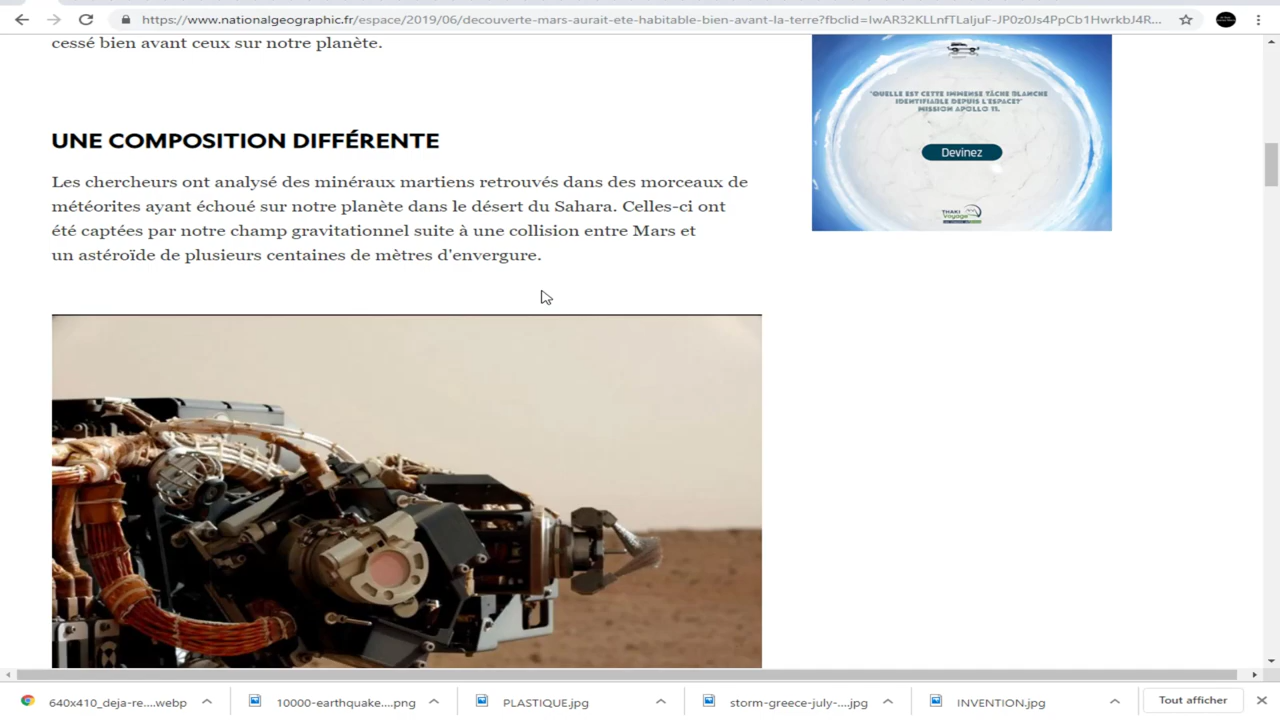 https://www.nationalgeographic.fr/espace/2019/06/decouverte-mars-aurait-ete-habitable-bien-avant-la-terre?fbclid=IwAR32KLLnfTLaljuF-JP0z0Js4PpCb1HwrkbJ4R...
cessé bien avant ceux sur notre planète.
UNE COMPOSITION DIFFÉRENTE
Les chercheurs ont analysé des minéraux martiens retrouvés dans des morceaux de
météorites ayant échoué sur notre planète dans le désert du Sahara. Celles-ci ont
été captées par notre champ gravitationnel suite à une collision entre Mars et
un astéroïde de plusieurs centaines de mètres d'envergure.
"QUELLE EST CETTE IMMENSE TÂCHE BLANCHE
IDENTIFIABLE DEPUIS L'ESPACE?"
MISSION APOLLO 11.
Devinez
THAKI
Voyage
640x410_deja-re....webp
10000-earthquake....png
PLASTIQUE.jpg
storm-greece-july-....jpg
INVENTION.jpg
Tout afficher